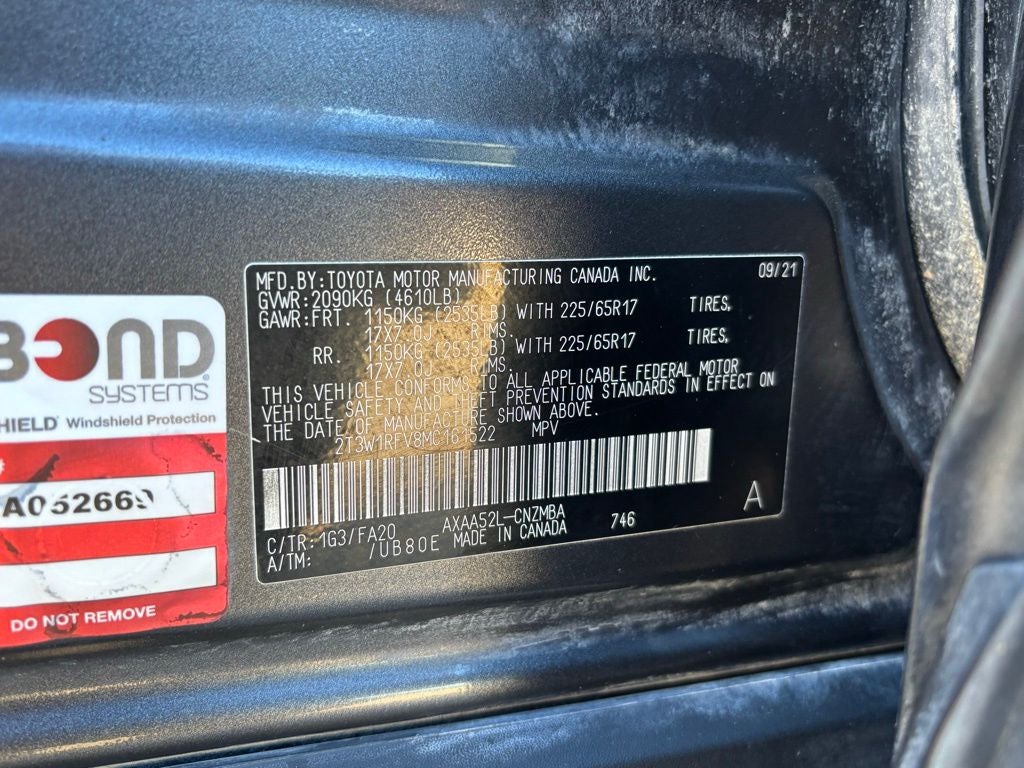 BOND
SYSTEMS
HIELD Windshield Protection
A052669
DO NOT REMOVE
MFD.BY:TOYOTA MOTOR MANUFACTURING CANADA INC. 09/21
GVWR:2090KG (4610LB)
GAWR:FRT. 1150KG (2535LB) WITH 225/65R17 TIRES,
17X7.0J RIMS.
RR. 1150KG (2535LB) WITH 225/65R17 TIRES,
17X7.0J RIMS.
THIS VEHICLE CONFORMS TO ALL APPLICABLE FEDERAL MOTOR
VEHICLE SAFETY AND THEFT PREVENTION STANDARDS IN EFFECT ON
THE DATE OF MANUFACTURE SHOWN ABOVE.
MPV
C/TR:1G3/FA20 AXAA52L-CNZMBA 746 A
A/TM: /UB80E MADE IN CANADA